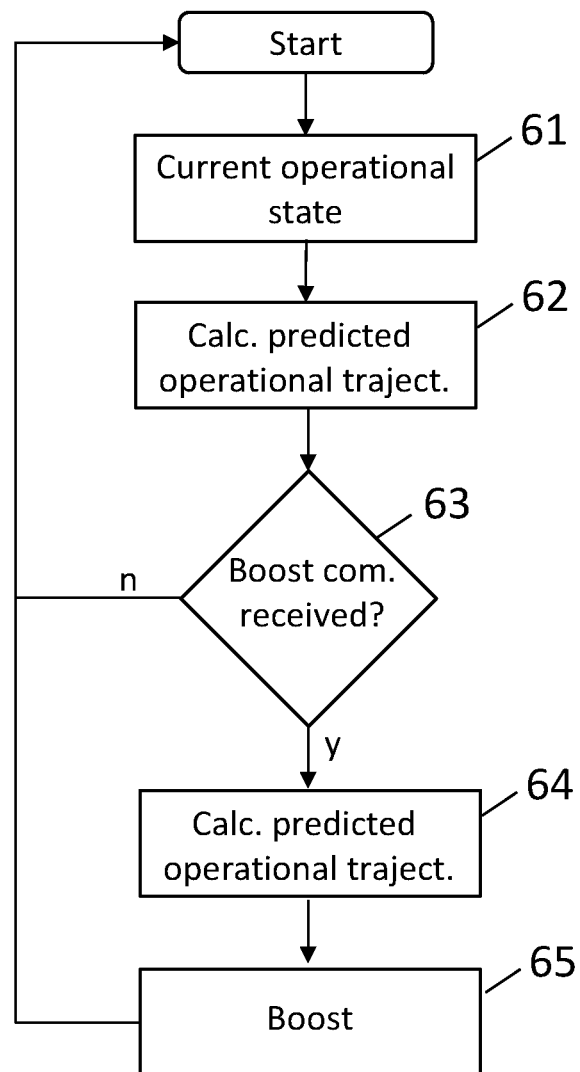 Start
61
Current operational
state
62
Calc. predicted
operational traject.
63
Boost com.
received?
n
y
64
Calc. predicted
operational traject.
65
Boost